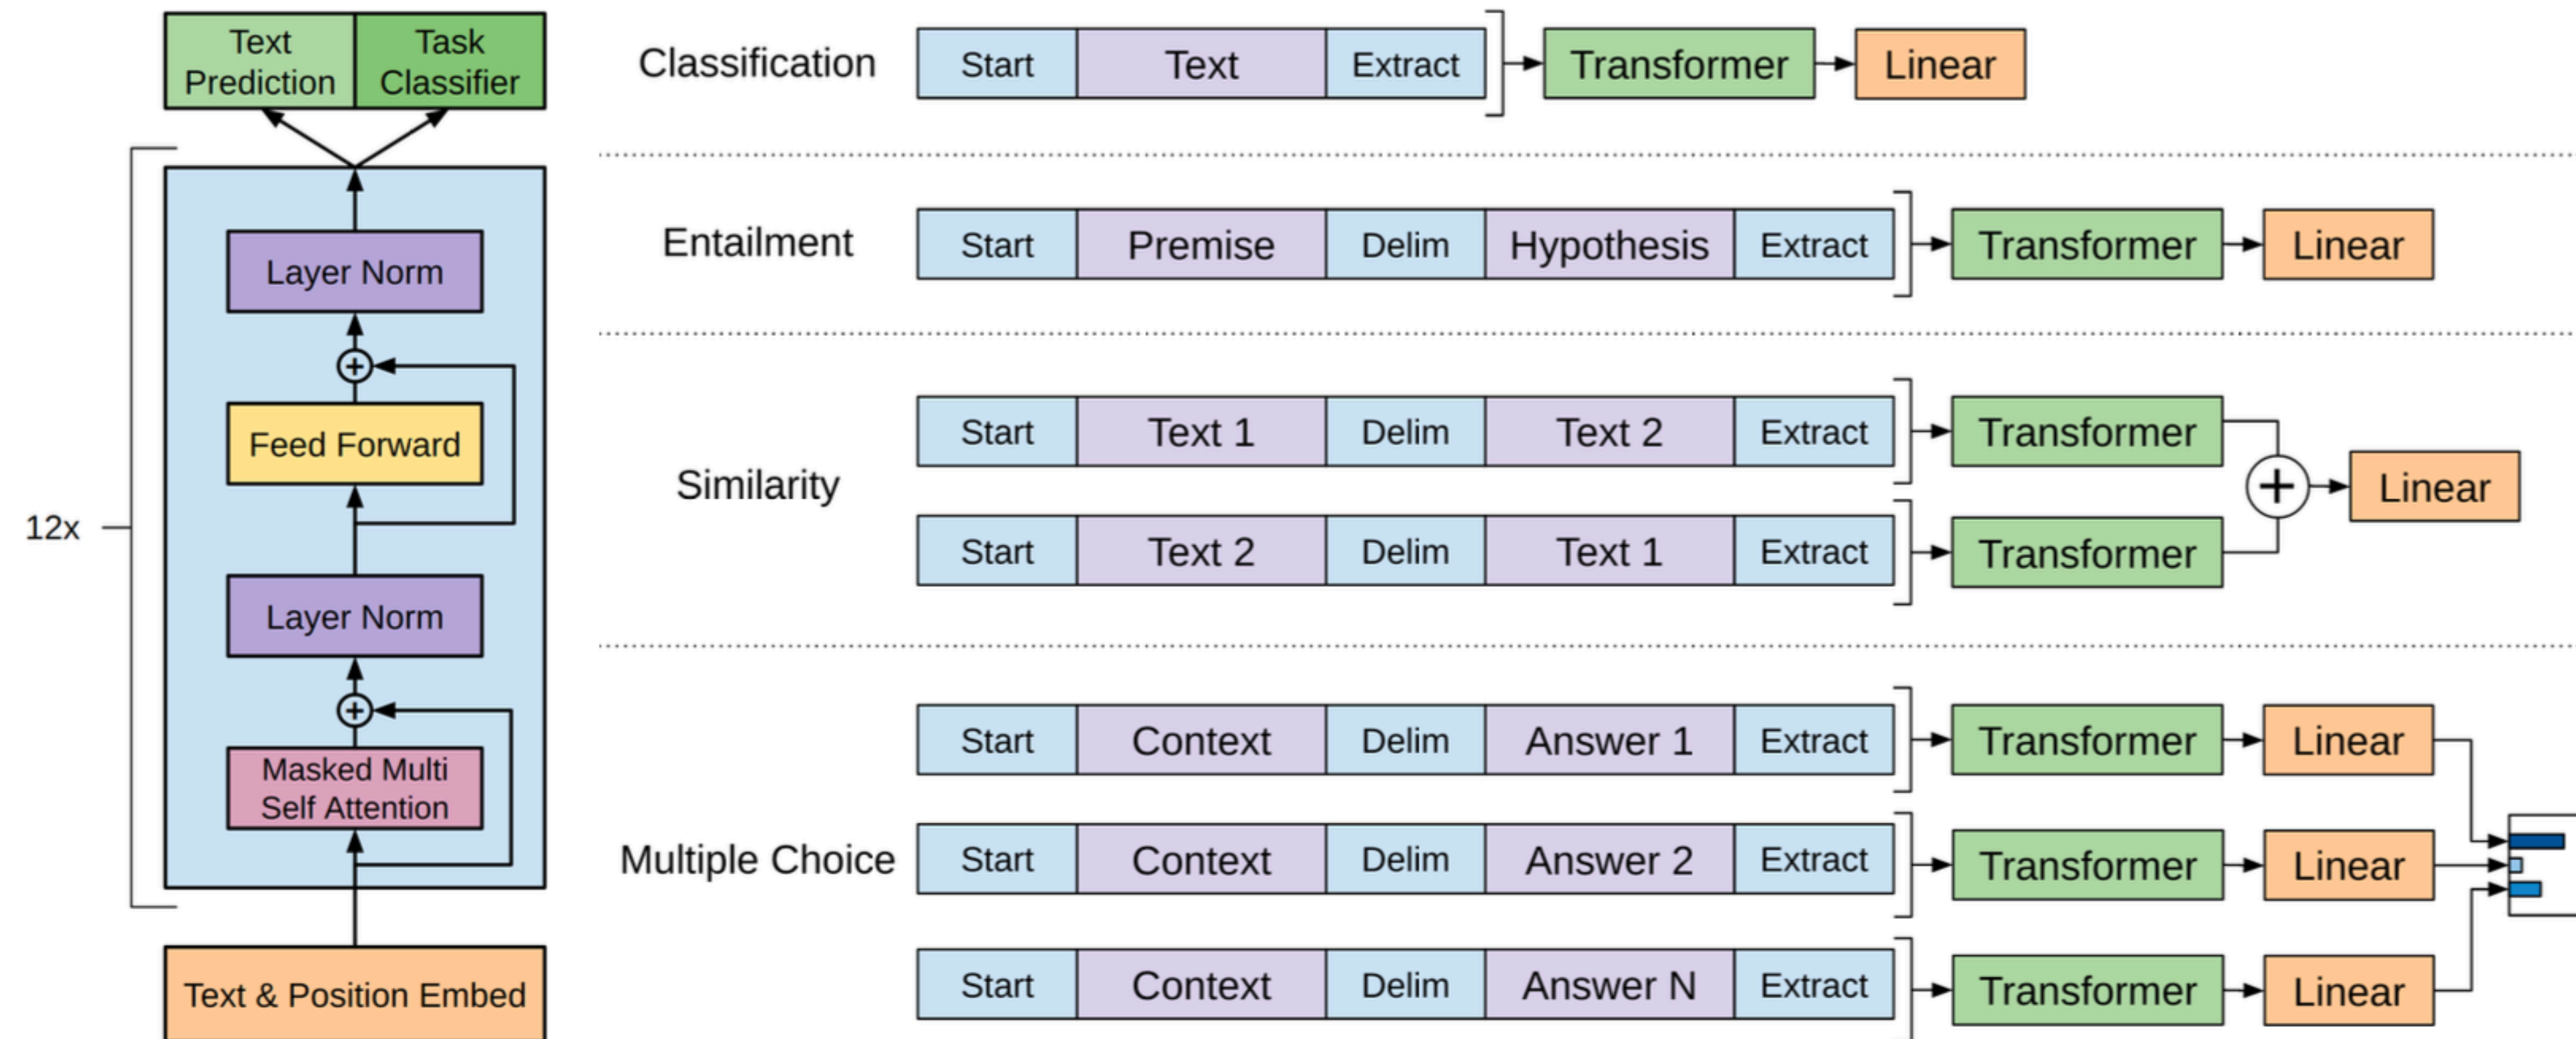 Text
Prediction
Task
Classifier
12x
Layer Norm
+
Feed Forward
Layer Norm
+
Masked Multi
Self Attention
Text & Position Embed
Classification
Start Text Extract Transformer Linear
Entailment
Start Premise Delim Hypothesis Extract Transformer Linear
Similarity
Start Text 1 Delim Text 2 Extract Transformer
+ Linear
Start Text 2 Delim Text 1 Extract Transformer
Multiple Choice
Start Context Delim Answer 1 Extract Transformer Linear
Start Context Delim Answer 2 Extract Transformer Linear
Start Context Delim Answer N Extract Transformer Linear